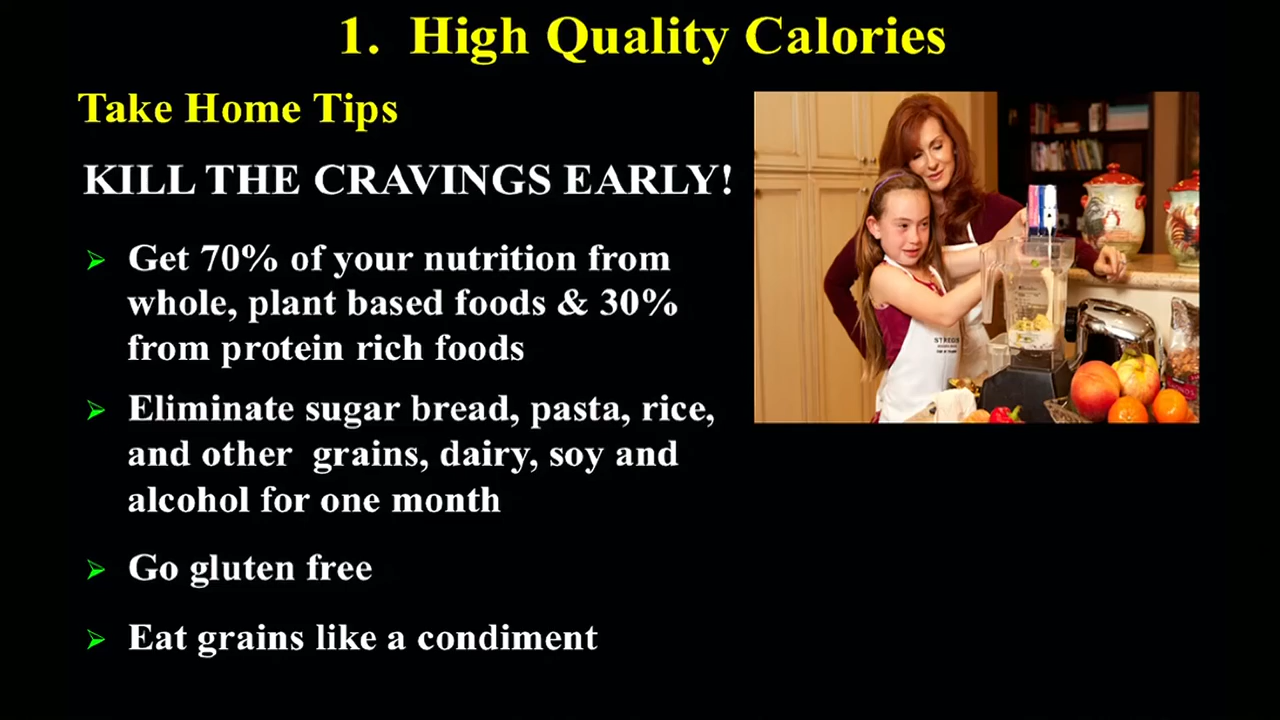 1. High Quality Calories
Take Home Tips
KILL THE CRAVINGS EARLY!
Get 70% of your nutrition from
whole, plant based foods & 30%
from protein rich foods
Eliminate sugar bread, pasta, rice,
and other grains, dairy, soy and
alcohol for one month
Go gluten free
Eat grains like a condiment